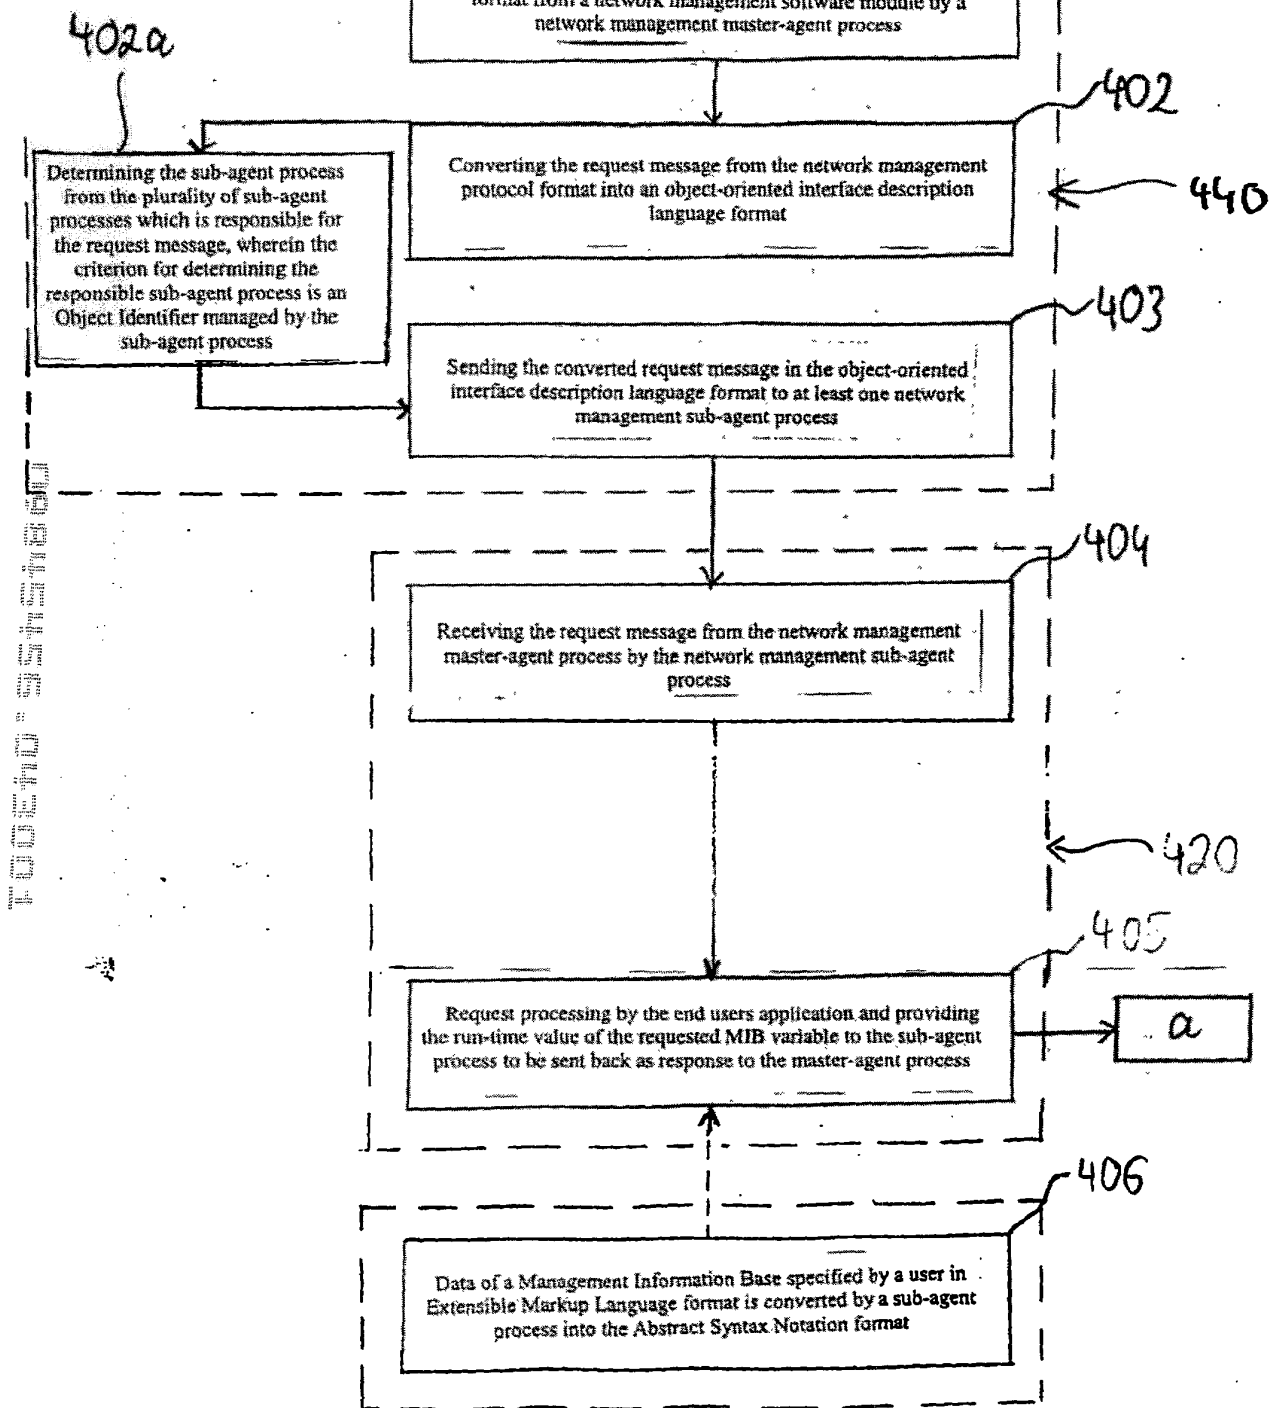 format from a network management software module by a
network management master-agent process
402a
402
Converting the request message from the network management
protocol format into an object-oriented interface description
language format
440
Determining the sub-agent process
from the plurality of sub-agent
processes which is responsible for
the request message, wherein the
criterion for determining the
responsible sub-agent process is an
Object Identifier managed by the
sub-agent process
403
Sending the converted request message in the object-oriented
interface description language format to at least one network
management sub-agent process
404
Receiving the request message from the network management
master-agent process by the network management sub-agent
process
420
405
Request processing by the end users application and providing
the run-time value of the requested MIB variable to the sub-agent
process to be sent back as response to the master-agent process
a
406
Data of a Management Information Base specified by a user in
Extensible Markup Language format is converted by a sub-agent
process into the Abstract Syntax Notation format